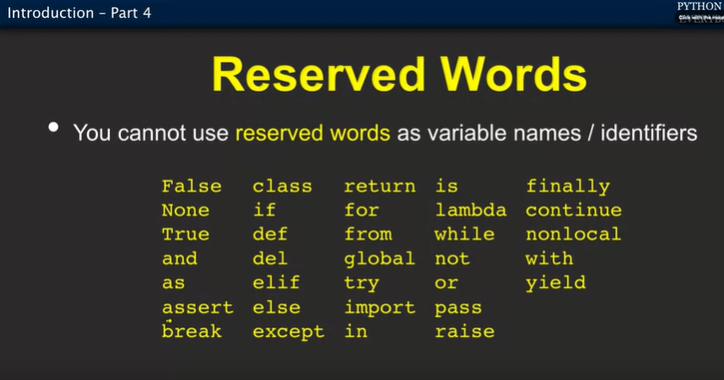 Introduction – Part 4
PYTHON
Reserved Words
• You cannot use reserved words as variable names / identifiers
False class return is finally
None if for lambda continue
True def from while nonlocal
and del global not with
as elif try or yield
assert else import pass
break except in raise